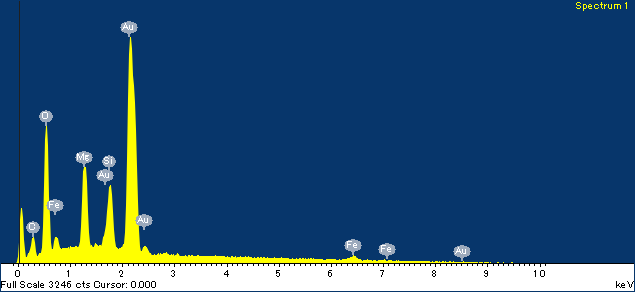 Spectrum 1
Au
O
Mg
Si
Au
Fe
O
Au
Fe
Fe
Au
0 1 2 3 4 5 6 7 8 9 10
Full Scale 3246 cts Cursor: 0.000 keV